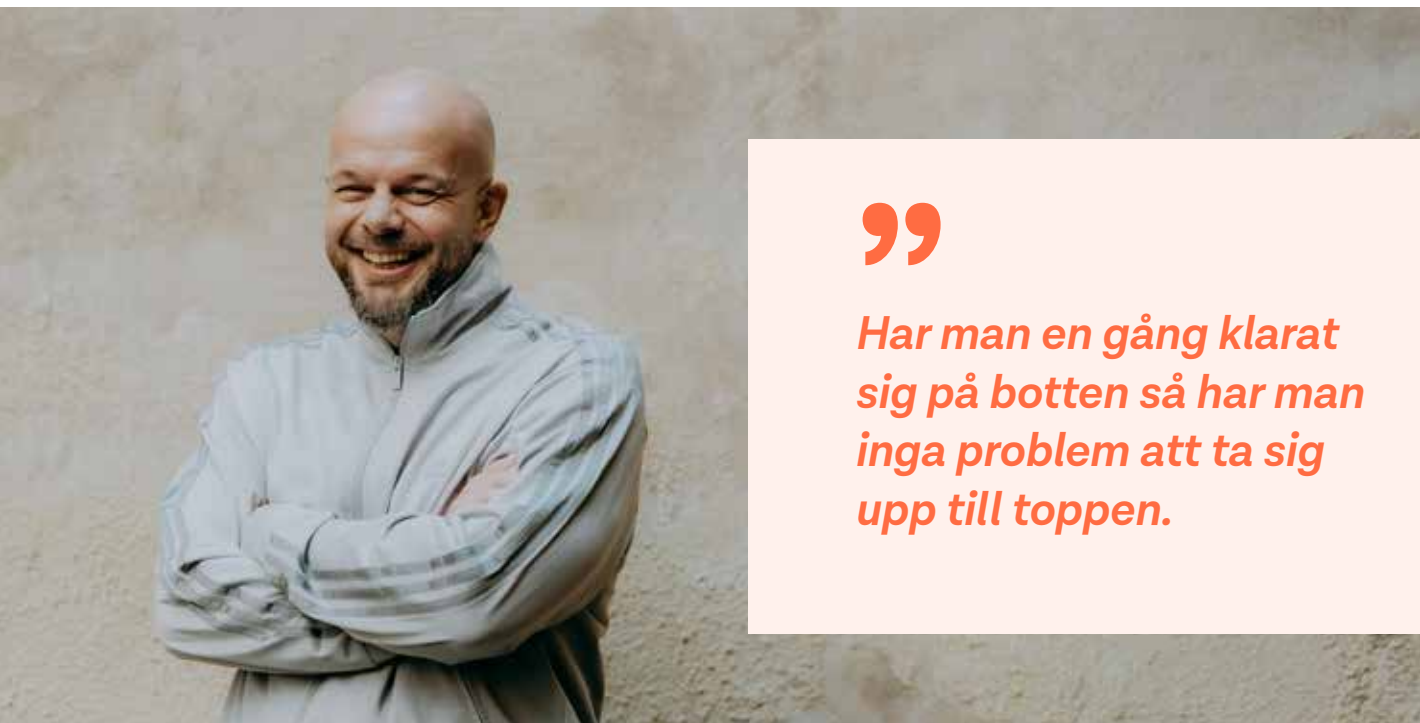 ”
Har man en gång klarat
sig på botten så har man
inga problem att ta sig
upp till toppen.